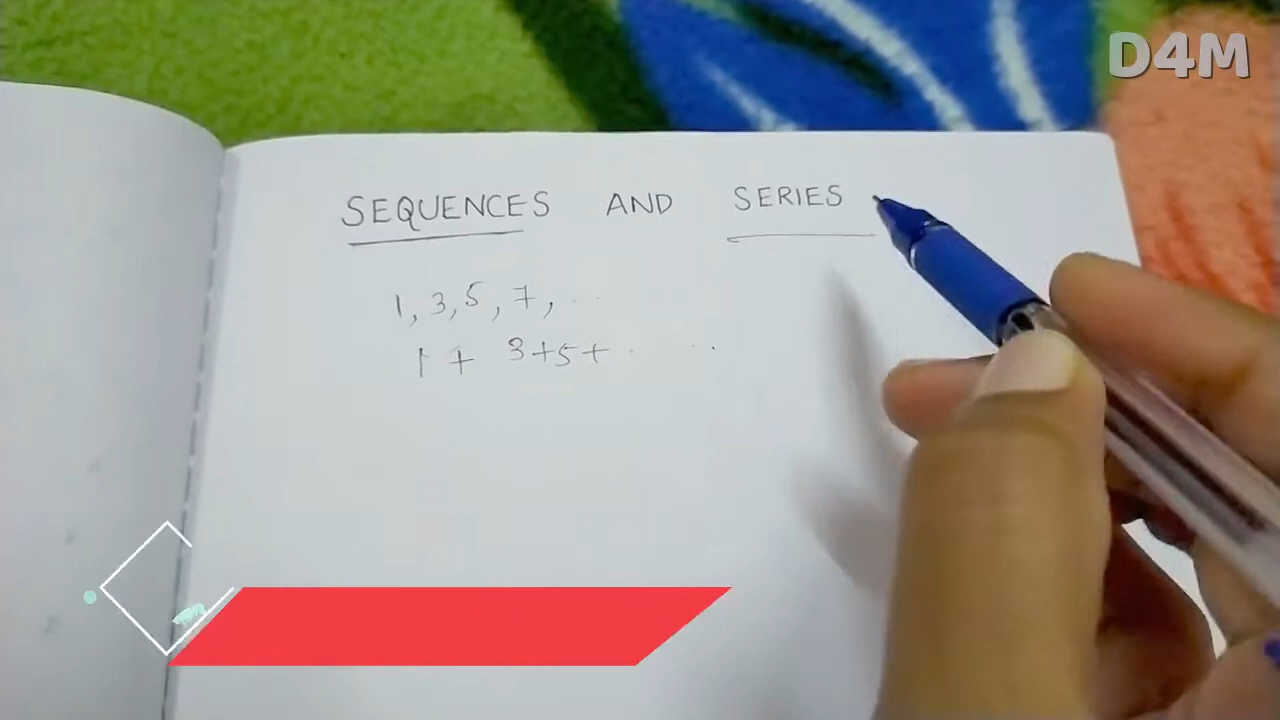 D4M
SEQUENCES AND SERIES
1, 3, 5, 7, ..
1 + 3+5+ . ..